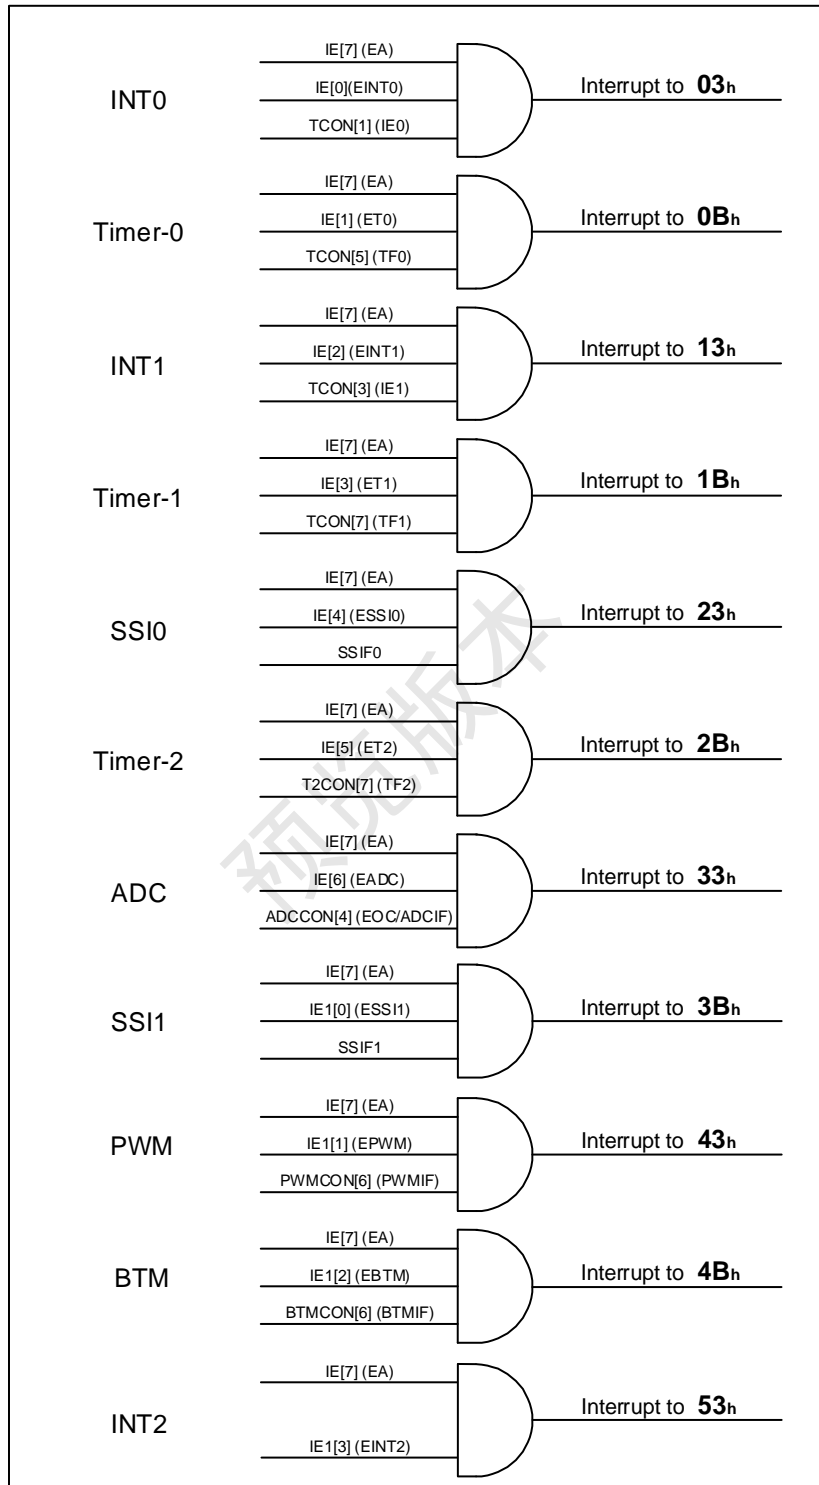 IE[7] (EA)
INT0
IE[0](EINT0)
Interrupt to 03h
TCON[1] (IE0)
IE[7] (EA)
Timer-0
IE[1] (ET0)
Interrupt to 0Bh
TCON[5] (TF0)
IE[7] (EA)
INT1
IE[2] (EINT1)
Interrupt to 13h
TCON[3] (IE1)
IE[7] (EA)
Timer-1
IE[3] (ET1)
Interrupt to 1Bh
TCON[7] (TF1)
IE[7] (EA)
SSI0
IE[4] (ESSI0)
Interrupt to 23h
SSIF0
IE[7] (EA)
Timer-2
IE[5] (ET2)
Interrupt to 2Bh
T2CON[7] (TF2)
预览版本
IE[7] (EA)
ADC
IE[6] (EADC)
Interrupt to 33h
ADCCON[4] (EOC/ADCIF)
IE[7] (EA)
SSI1
IE1[0] (ESSI1)
Interrupt to 3Bh
SSIF1
IE[7] (EA)
PWM
IE1[1] (EPWM)
Interrupt to 43h
PWMCON[6] (PWMIF)
IE[7] (EA)
BTM
IE1[2] (EBTM)
Interrupt to 4Bh
BTMCON[6] (BTMIF)
IE[7] (EA)
INT2
Interrupt to 53h
IE1[3] (EINT2)